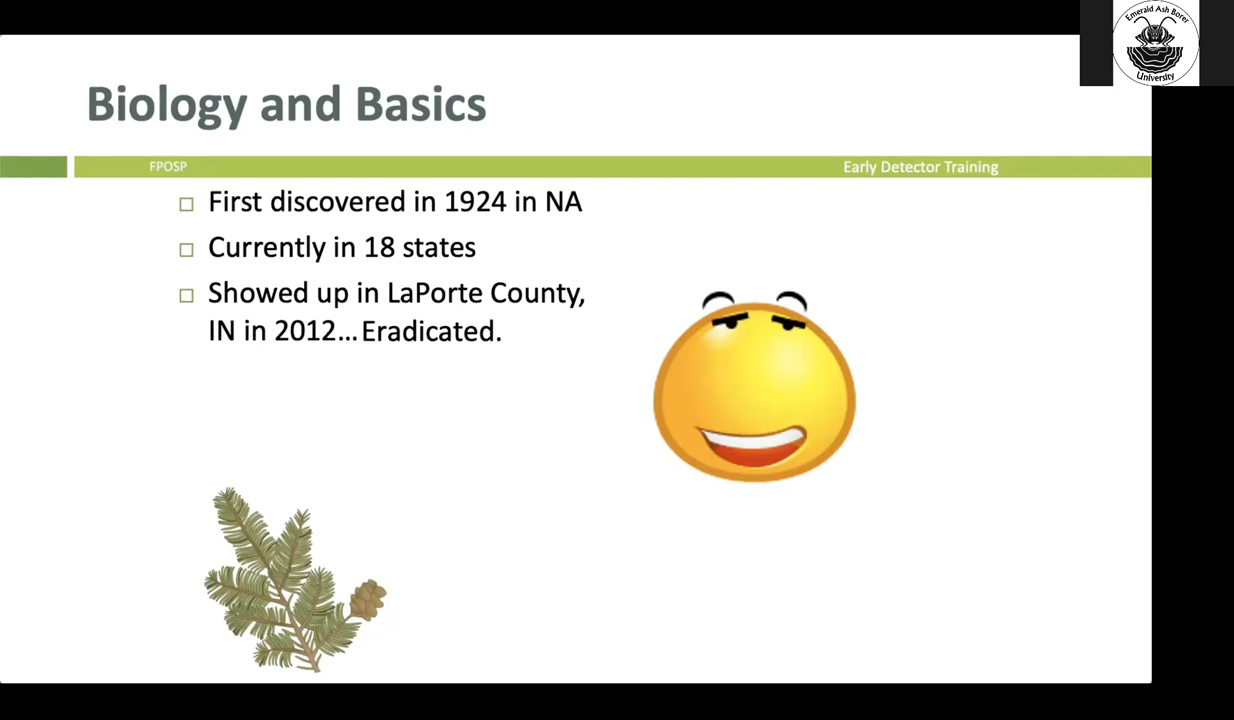 Emerald Ash Borer
University
Biology and Basics
FPOSP
Early Detector Training
First discovered in 1924 in NA
Currently in 18 states
Showed up in LaPorte County,
IN in 2012...Eradicated.